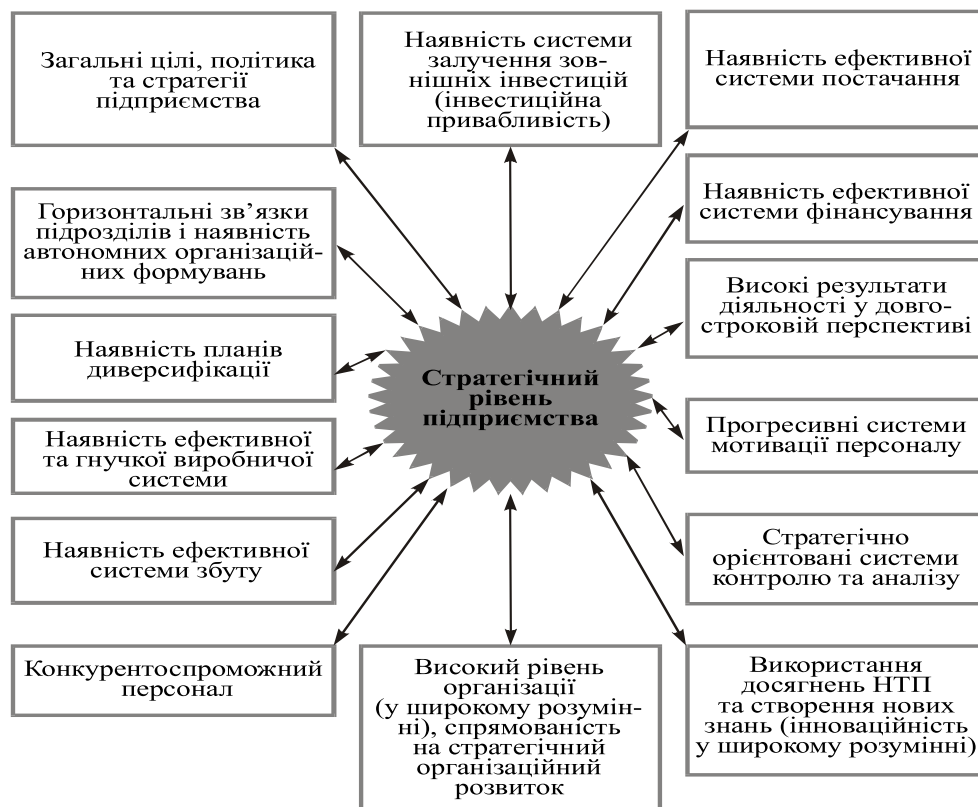 Загальні цілі, політика
та стратегії
підприємства
Наявність системи
залучення зов-
нішніх інвестицій
(інвестиційна
привабливість)
Наявність ефективної
системи постачання
Горизонтальні зв’язки
підрозділів і наявність
автономних організацій-
них формувань
Наявність ефективної
системи фінансування
Високі результати
діяльності у довго-
строковій перспективі
Наявність планів
диверсифікації
Стратегічний
рівень
підприємства
Наявність ефективної
та гнучкої виробничої
системи
Прогресивні системи
мотивації персоналу
Наявність ефективної
системи збуту
Стратегічно
орієнтовані системи
контролю та аналізу
Конкурентоспроможний
персонал
Високий рівень
організації
(у широкому розумін-
ні), спрямованість
на стратегічний
організаційний
розвиток
Використання
досягнень НТП
та створення нових
знань (інноваційність
у широкому розумінні)